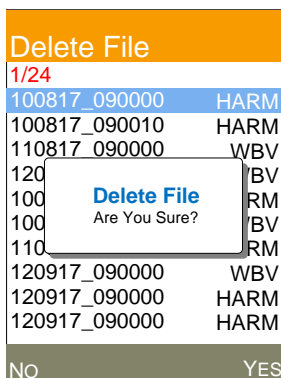 Delete File
1/24
100817_090000 HARM
100817_090010 HARM
110817_090000 WBV
Delete File
Are You Sure?
120917_090000 WBV
120917_090000 HARM
120917_090000 HARM
NO YES